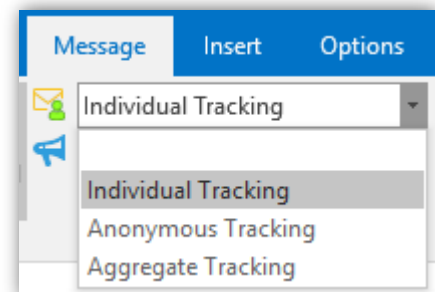 Message Insert Options
Individual Tracking
Individual Tracking
Anonymous Tracking
Aggregate Tracking